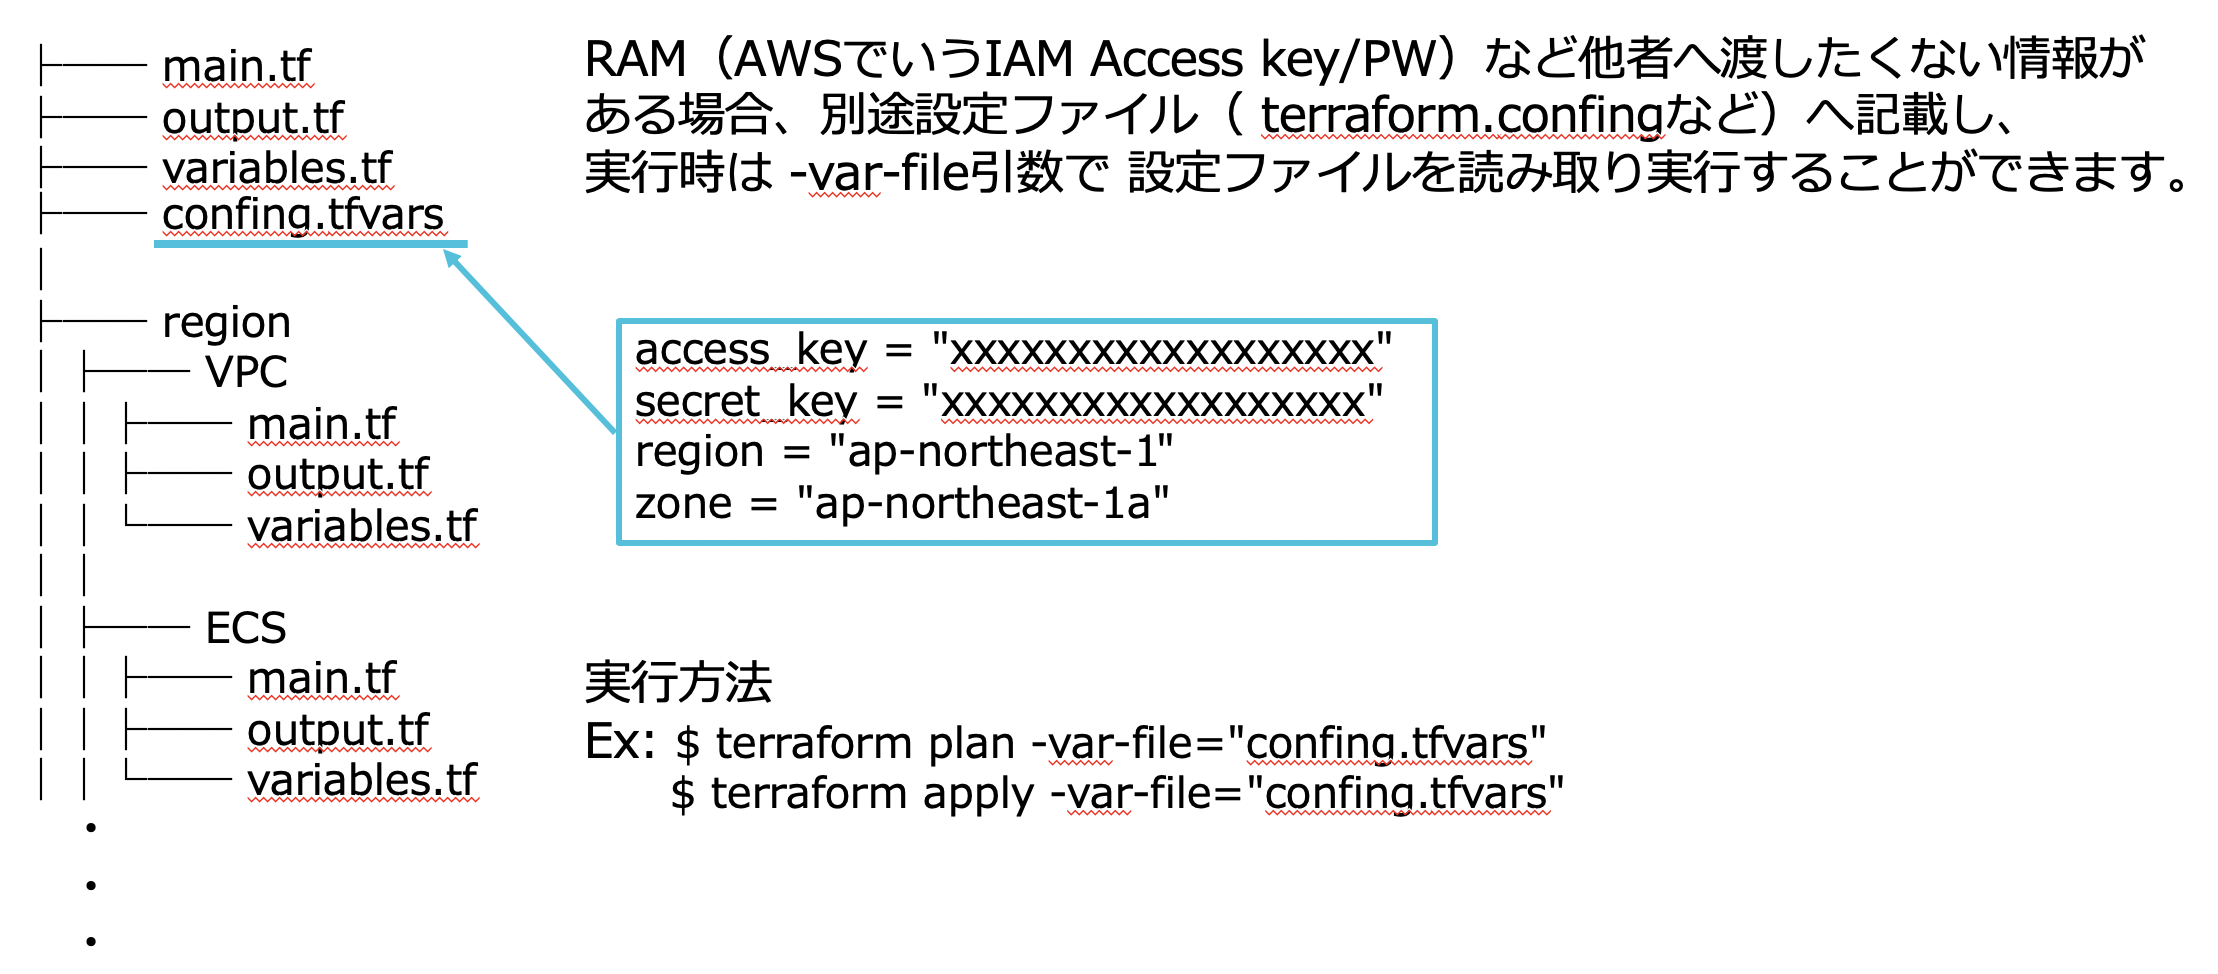 main.tf
output.tf
variables.tf
confing.tfvars
region
VPC
main.tf
output.tf
variables.tf
ECS
main.tf
output.tf
variables.tf
RAM（AWSでいうIAM Access key/PW）など他者へ渡したくない情報が
ある場合、別途設定ファイル（ terraform.confingなど）へ記載し、
実行時は -var-file引数で 設定ファイルを読み取り実行することができます。
access_key = "xxxxxxxxxxxxxxxxxx"
secret_key = "xxxxxxxxxxxxxxxxxx"
region = "ap-northeast-1"
zone = "ap-northeast-1a"
実行方法
Ex: $ terraform plan -var-file="confing.tfvars"
$ terraform apply -var-file="confing.tfvars"